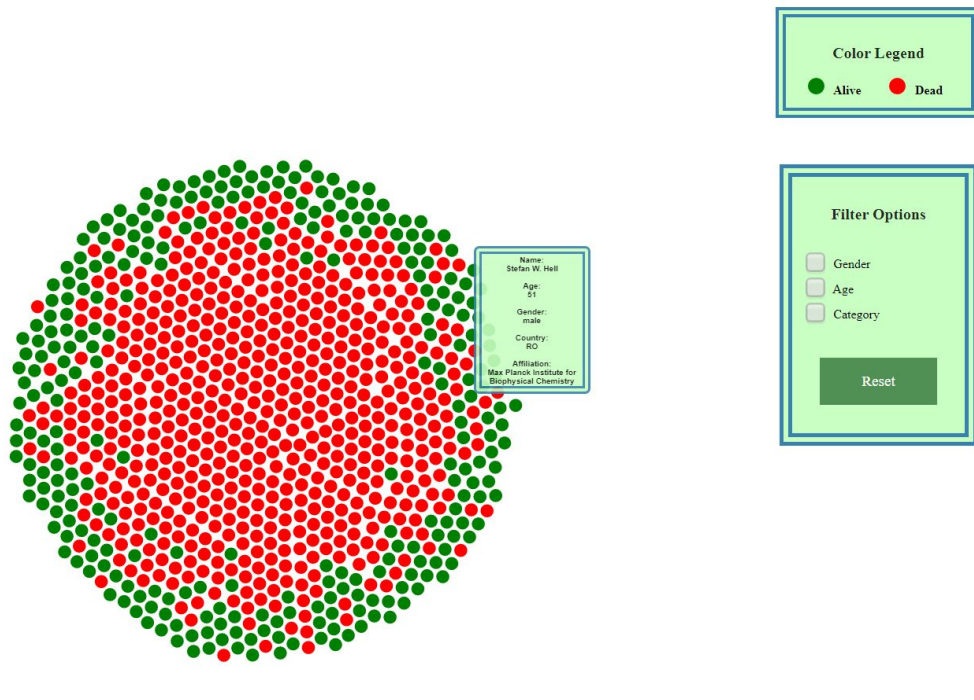 Color Legend
Alive
Dead
Name:
Stefan W. Hell
Age:
51
Gender:
male
Country:
RO
Affiliation:
Max Planck Institute for
Biophysical Chemistry
Filter Options
Gender
Age
Category
Reset